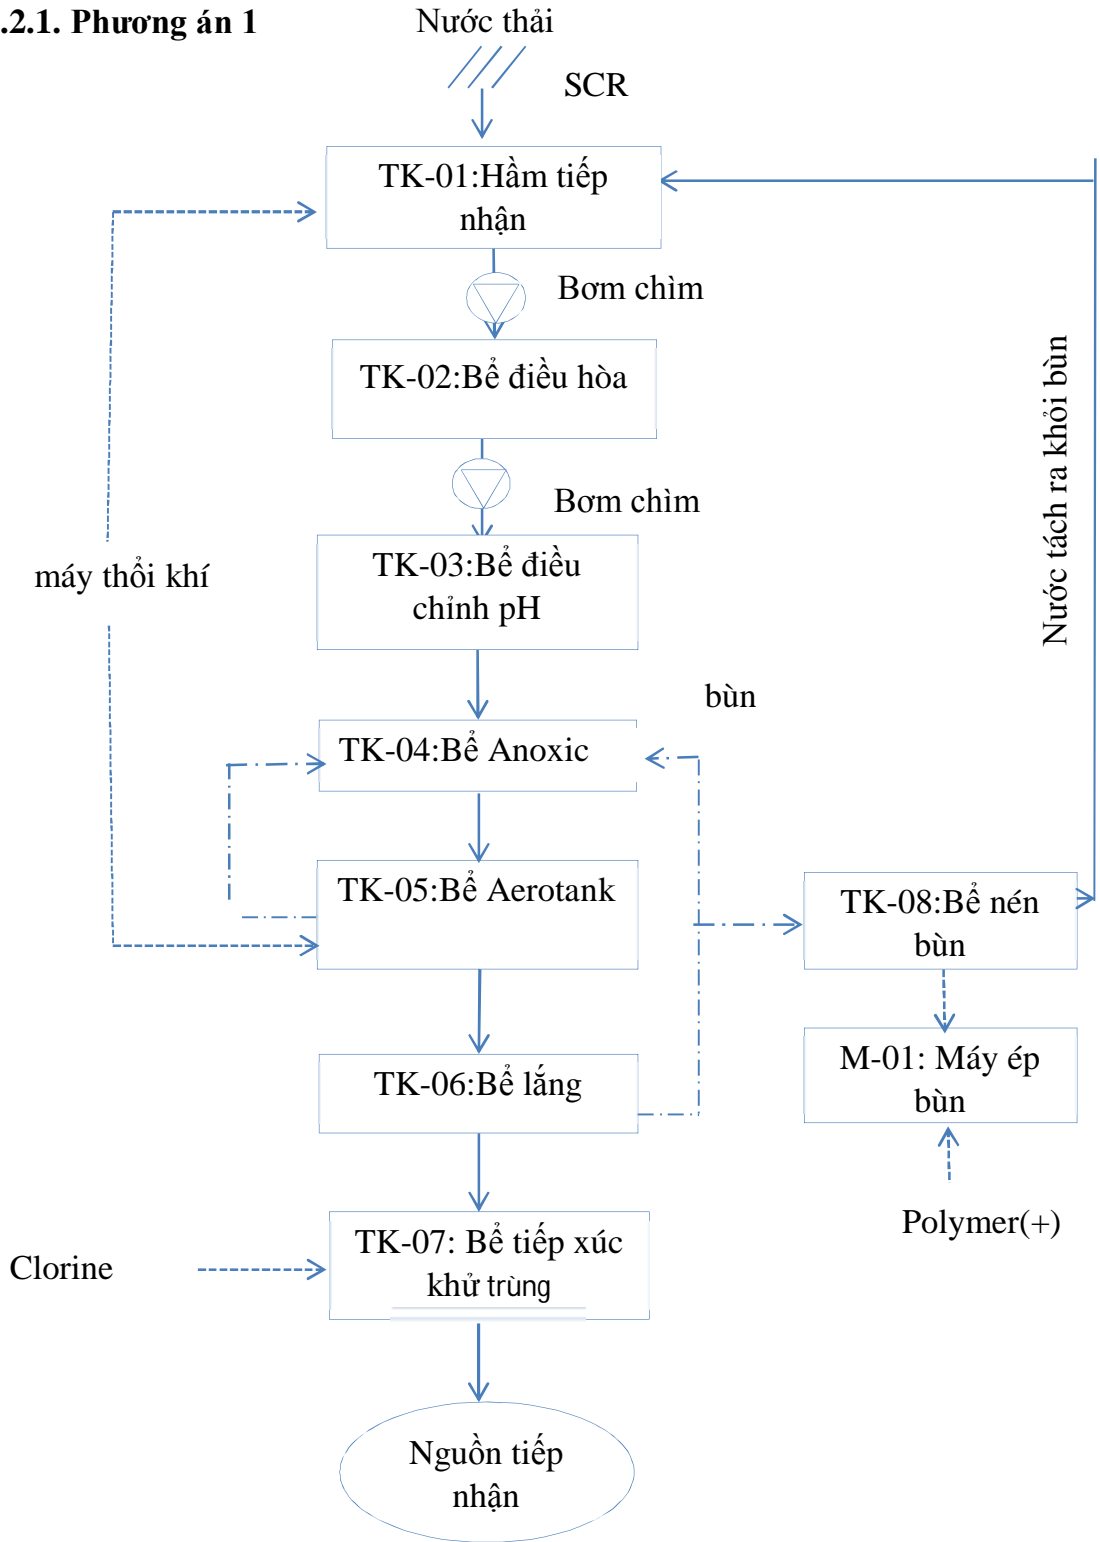 .2.1. Phương án 1
Nước thải
SCR
TK-01:Hầm tiếp
nhận
Bơm chìm
TK-02:Bể điều hòa
Bơm chìm
Nước tách ra khỏi bùn
TK-03:Bể điều
chỉnh pH
máy thổi khí
bùn
TK-04:Bể Anoxic
TK-05:Bể Aerotank
TK-08:Bể nén
bùn
TK-06:Bể lắng
M-01: Máy ép
bùn
Polymer(+)
TK-07: Bể tiếp xúc
khử trùng
Clorine
Nguồn tiếp
nhận